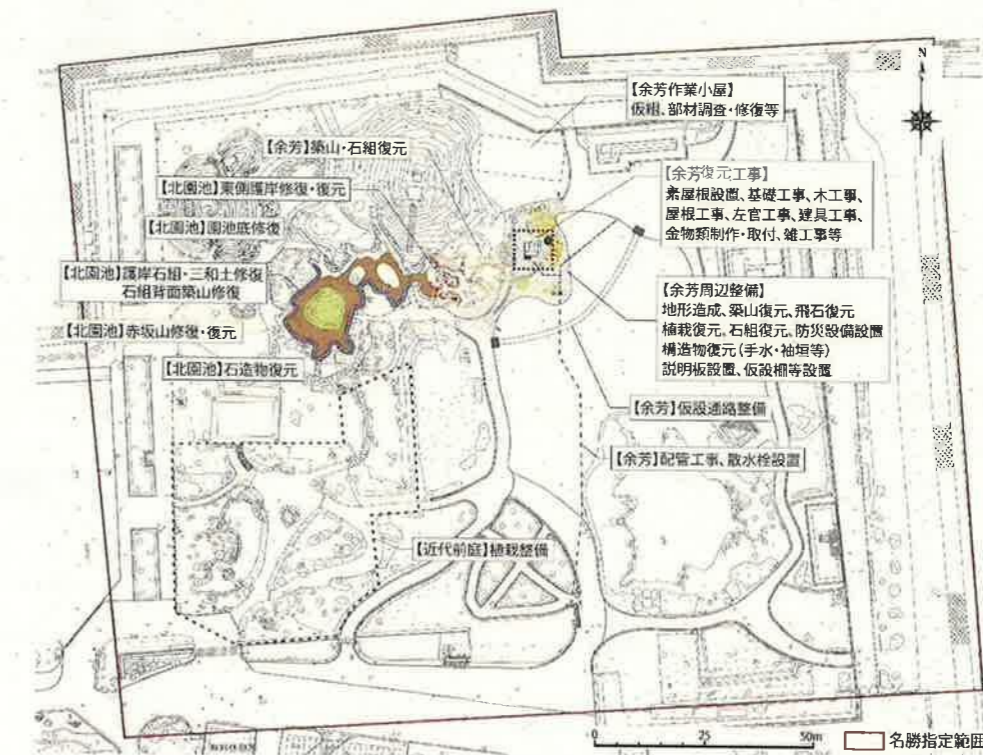 N
【余芳作業小屋】
仮組、部材調査・修復等
【余芳】築山・石組復元
【余芳復元工事】
素屋根設置、基礎工事、木工事、
屋根工事、左官工事、建具工事、
金物類制作・取付、雑工事等
【北園池】東側護岸修復・復元
【北園池】園池底修復
【北園池】護岸石組・三和土修復
石組背面築山修復
【余芳周辺整備】
地形造成、築山復元、飛石復元
植栽復元、石組復元、防災設備設置
構造物復元(手水・袖垣等)
説明板設置、仮設柵等設置
【北園池】赤坂山修復・復元
【北園池】石造物復元
【余芳】仮設通路整備
【余芳】配管工事、散水栓設置
【近代前庭】植栽整備
0 25 50m
名勝指定範囲